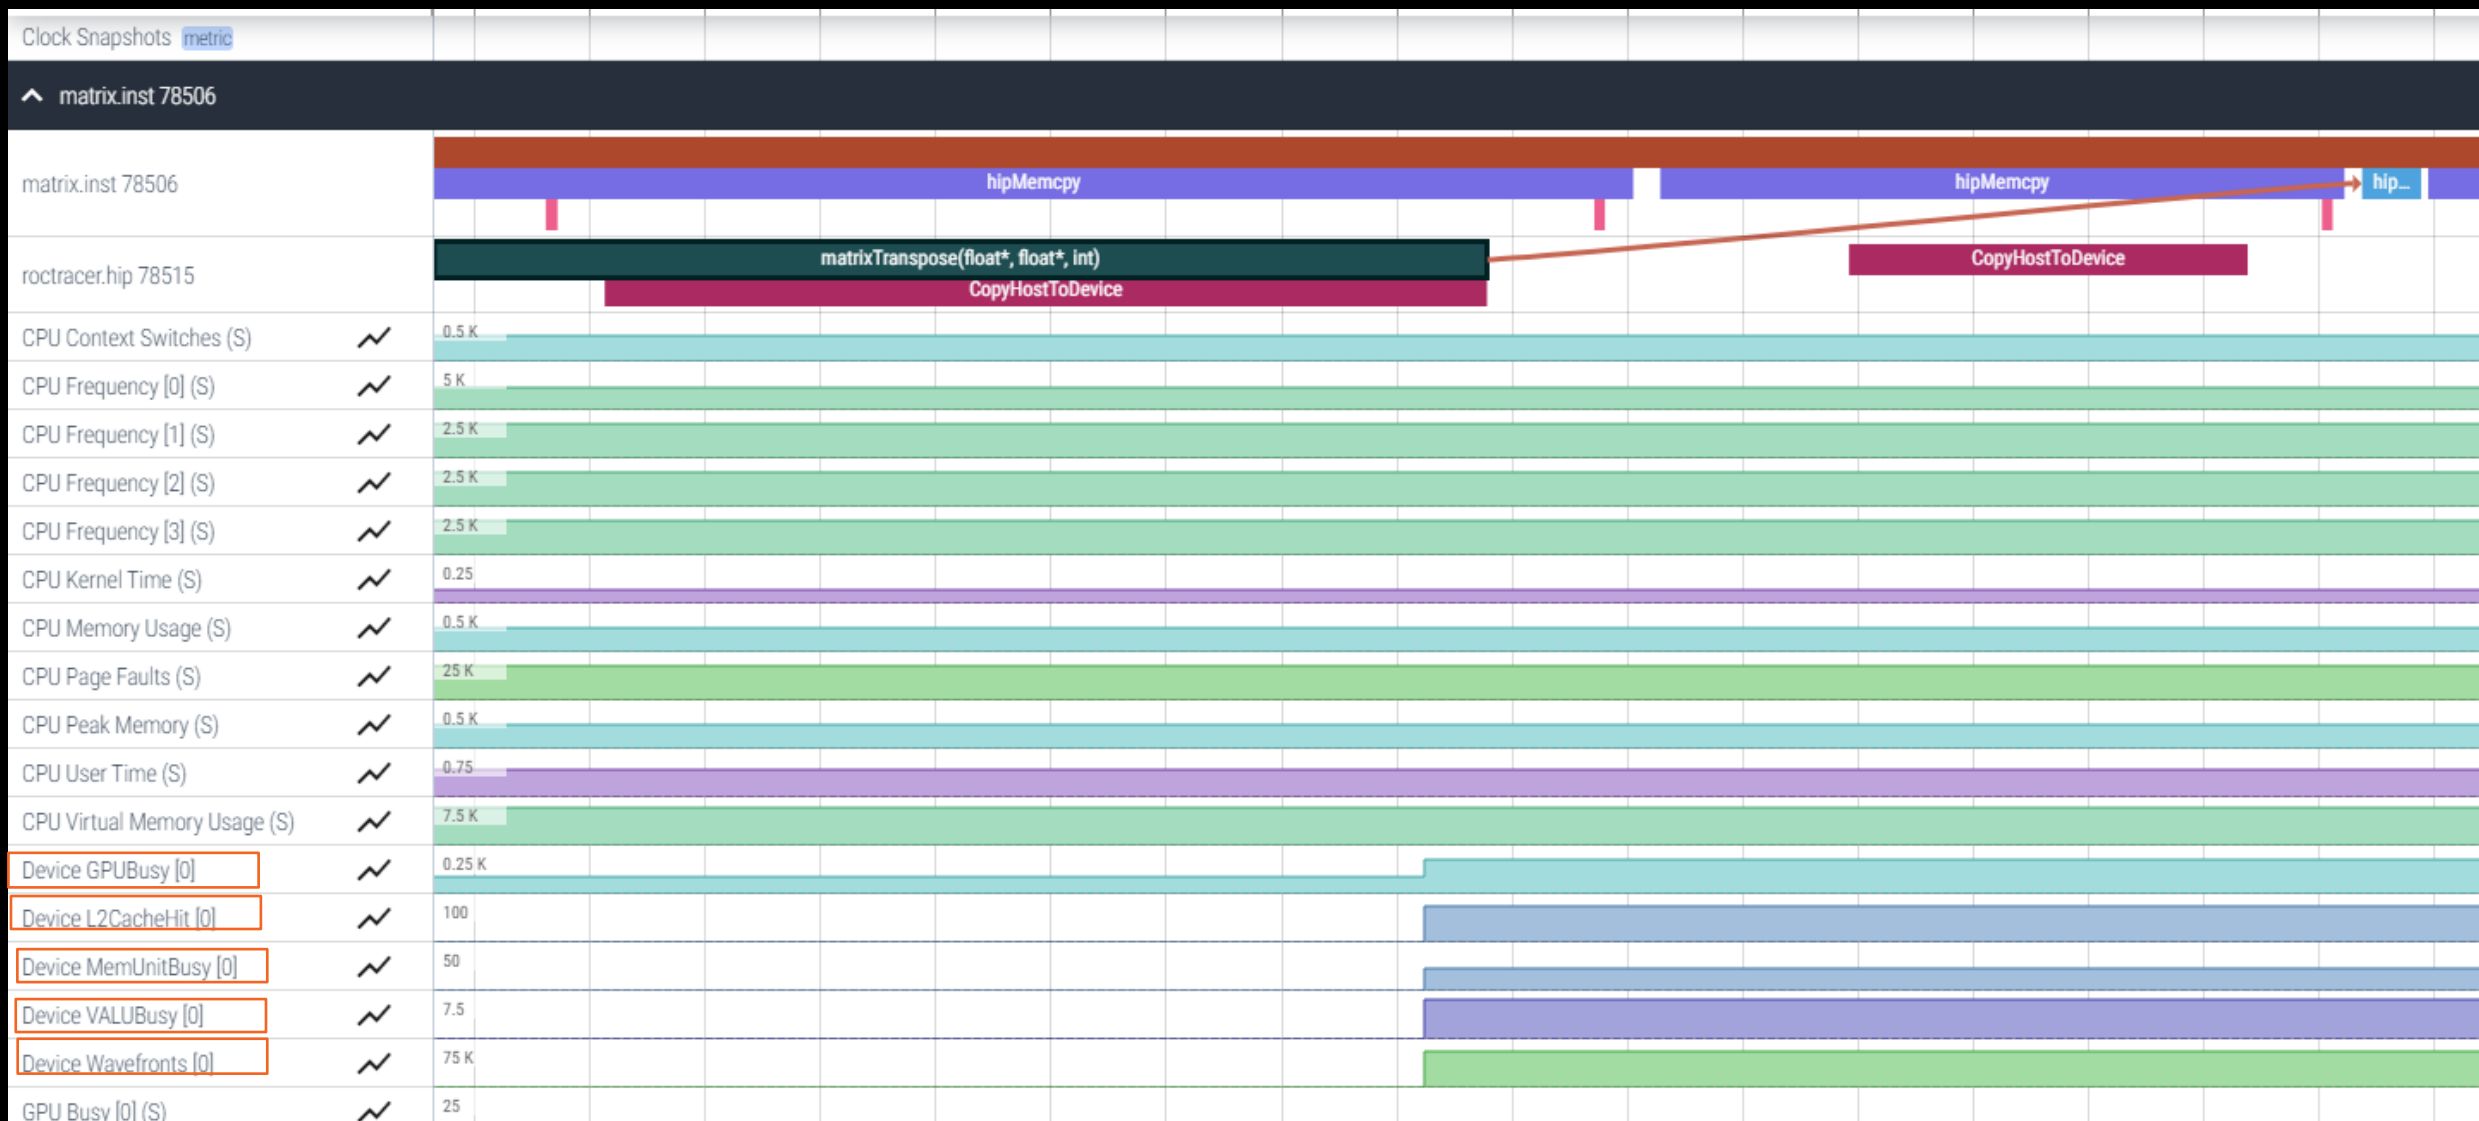 Clock Snapshots metric
matrix.inst 78506
matrix.inst 78506
hipMemcpy
hipMemcpy
hip...
roctracer.hip 78515
matrixTranspose(float*, float*, int)
CopyHostToDevice
CopyHostToDevice
CPU Context Switches (S) 0.5 K
CPU Frequency [0] (S) 5 K
CPU Frequency [1] (S) 2.5 K
CPU Frequency [2] (S) 2.5 K
CPU Frequency [3] (S) 2.5 K
CPU Kernel Time (S) 0.25
CPU Memory Usage (S) 0.5 K
CPU Page Faults (S) 25 K
CPU Peak Memory (S) 0.5 K
CPU User Time (S) 0.75
CPU Virtual Memory Usage (S) 7.5 K
Device GPUBusy [0] 0.25 K
Device L2CacheHit [0] 100
Device MemUnitBusy [0] 50
Device VALUBusy [0] 7.5
Device Wavefronts [0] 75 K
GPU Busy [0] (S) 25